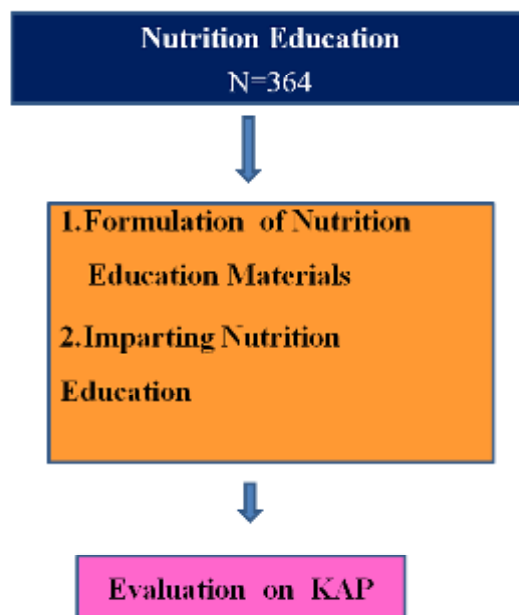 Nutrition Education
N=364
1.Formulation of Nutrition
Education Materials
2.Imparting Nutrition
Education
Evaluation on KAP